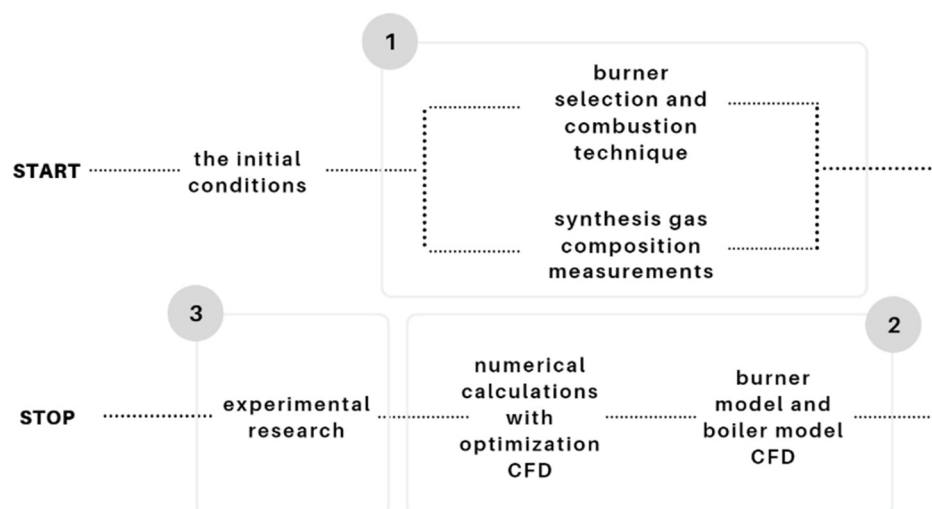 1
burner
selection and
combustion
technique
START
the initial
conditions
synthesis gas
composition
measurements
3
2
numerical
calculations
with
optimization
CFD
burner
model and
boiler model
CFD
experimental
research
STOP